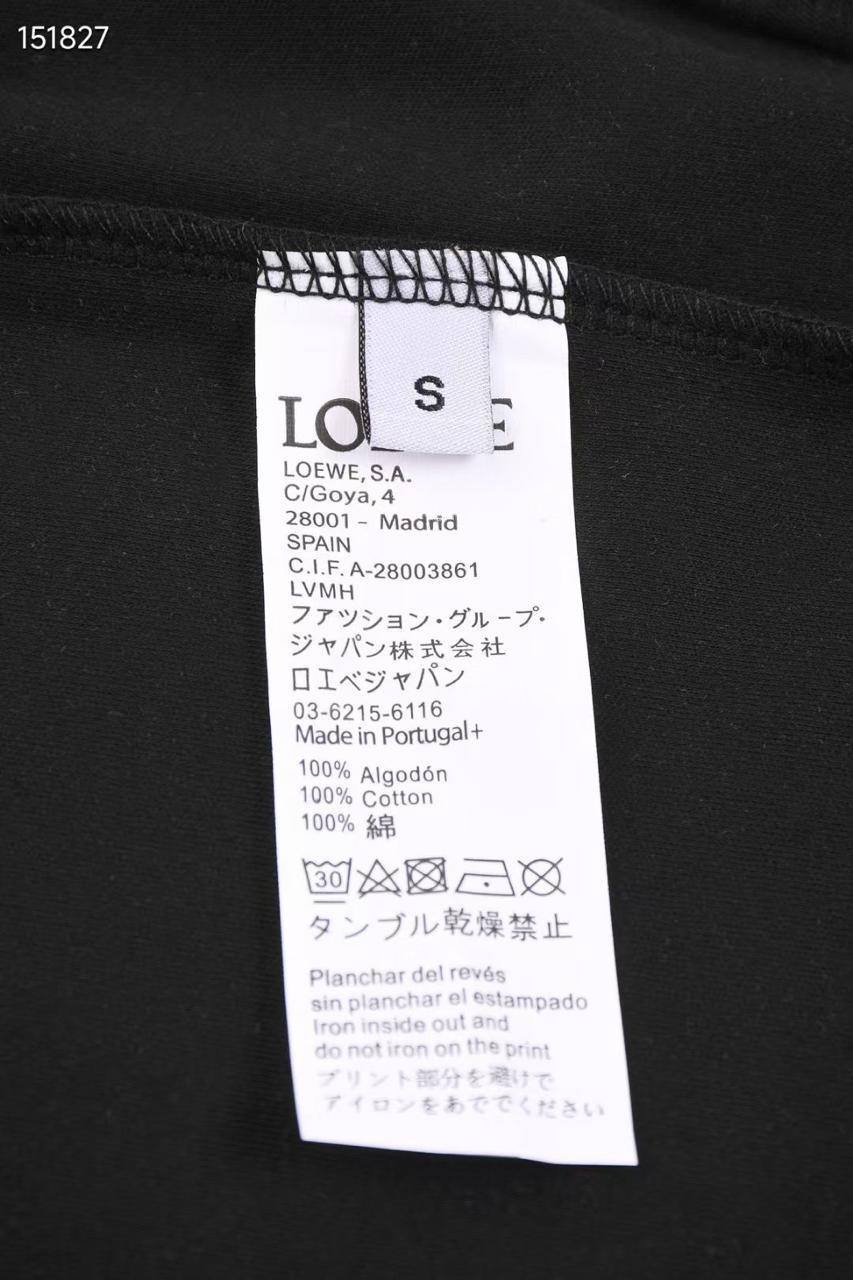 151827
S
LO E
LOEWE, S.A.
C/Goya, 4
28001 - Madrid
SPAIN
C.I.F. A-28003861
LVMH
ファツション・グループ・
ジャパン株式会社
ロエベジャパン
03-6215-6116
Made in Portugal+
100% Algodón
100% Cotton
100% 綿
30
タンブル乾燥禁止
Planchar del revés
sin planchar el estampado
Iron inside out and
do not iron on the print
プリント部分を避けで
アイロンをあででください